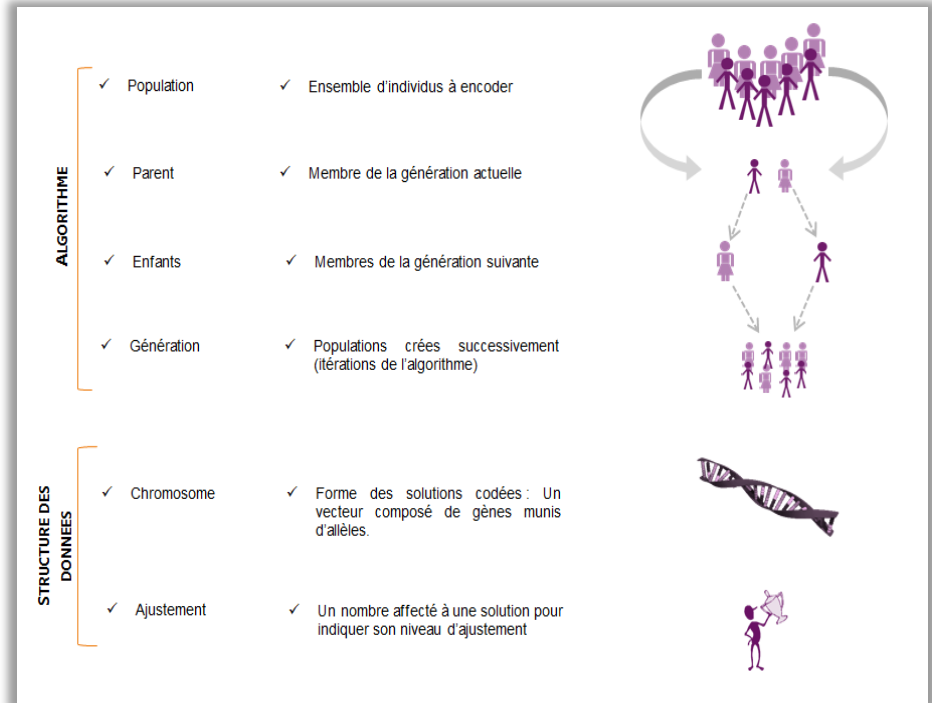 ALGORITHME
✓ Population
✓ Ensemble d'individus à encoder
✓ Parent
✓ Membre de la génération actuelle
✓ Enfants
✓ Membres de la génération suivante
✓ Génération
✓ Populations crées successivement
(itérations de l'algorithme)
STRUCTURE DES
DONNEES
✓ Chromosome
✓ Forme des solutions codées : Un
vecteur composé de gènes munis
d'allèles.
✓ Ajustement
✓ Un nombre affecté à une solution pour
indiquer son niveau d'ajustement